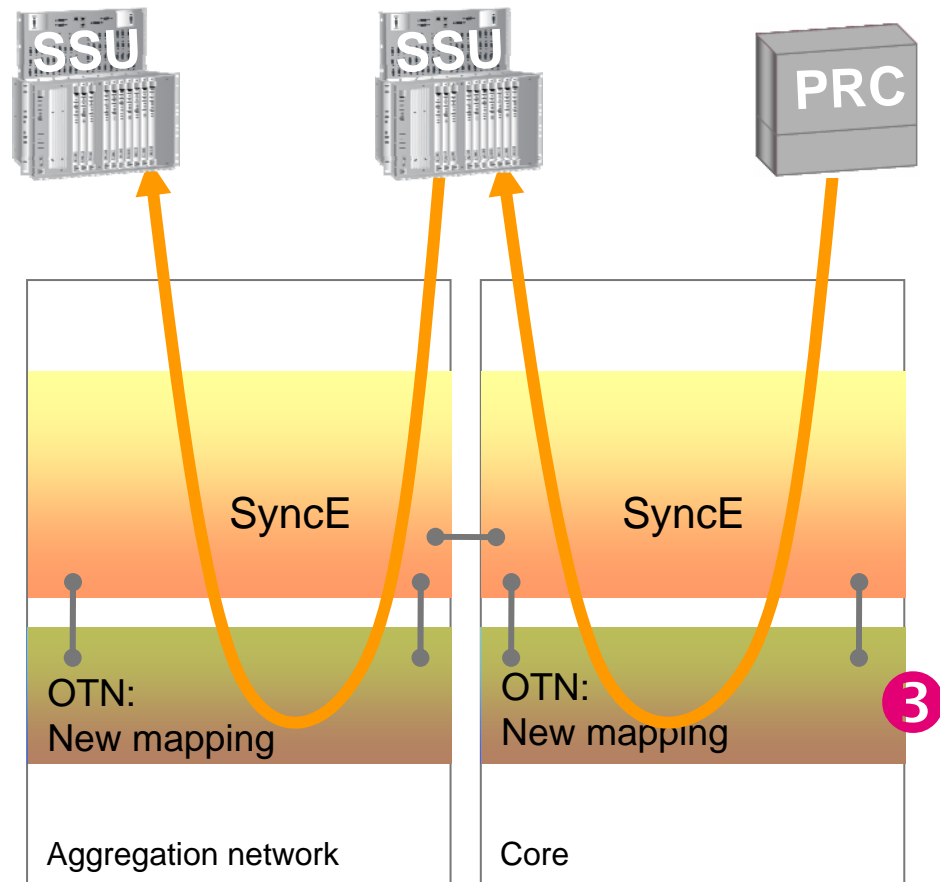 SSU
SSU
PRC
SyncE
SyncE
OTN:
New mapping
OTN:
New mapping
3
Aggregation network
Core